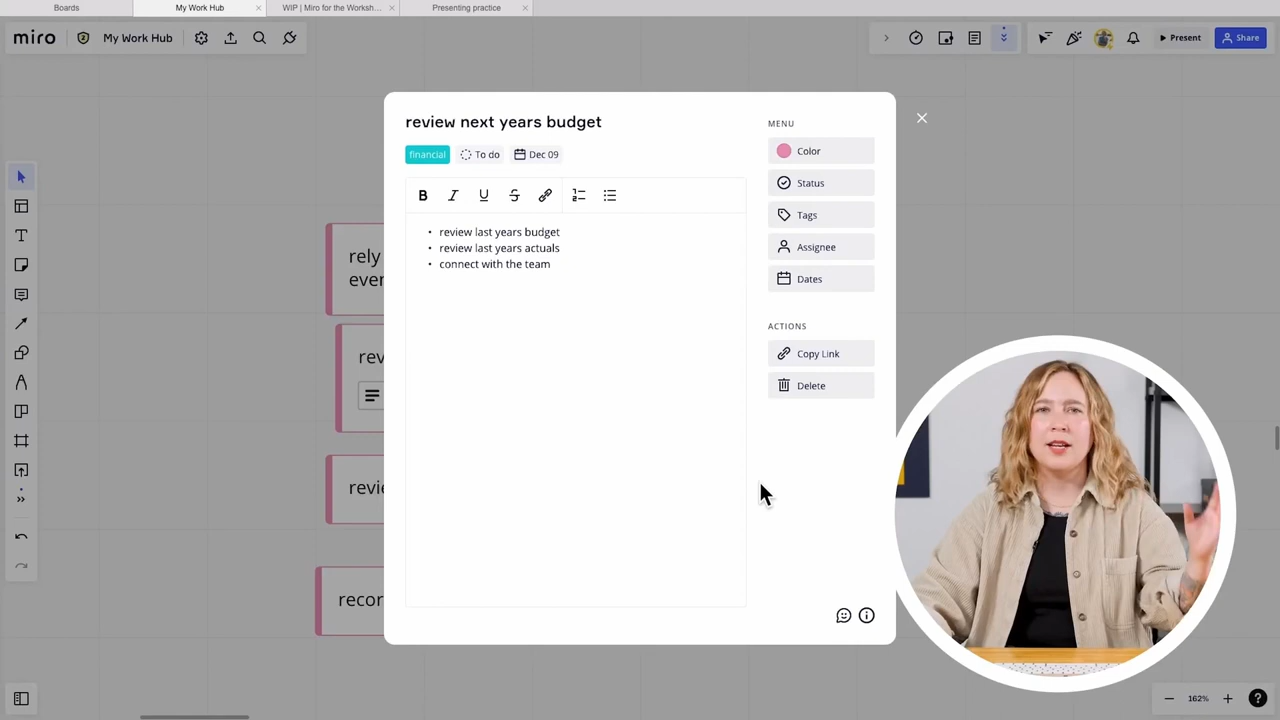 Boards
My Work Hub
WIP | Miro for the Worksh...
Presenting practice
miro
My Work Hub
Present
Share
review next years budget
financial
To do
Dec 09
B I U S
• review last years budget
• review last years actuals
• connect with the team
MENU
Color
Status
Tags
Assignee
Dates
ACTIONS
Copy Link
Delete
rely
ever
rev
revie
recor
162%